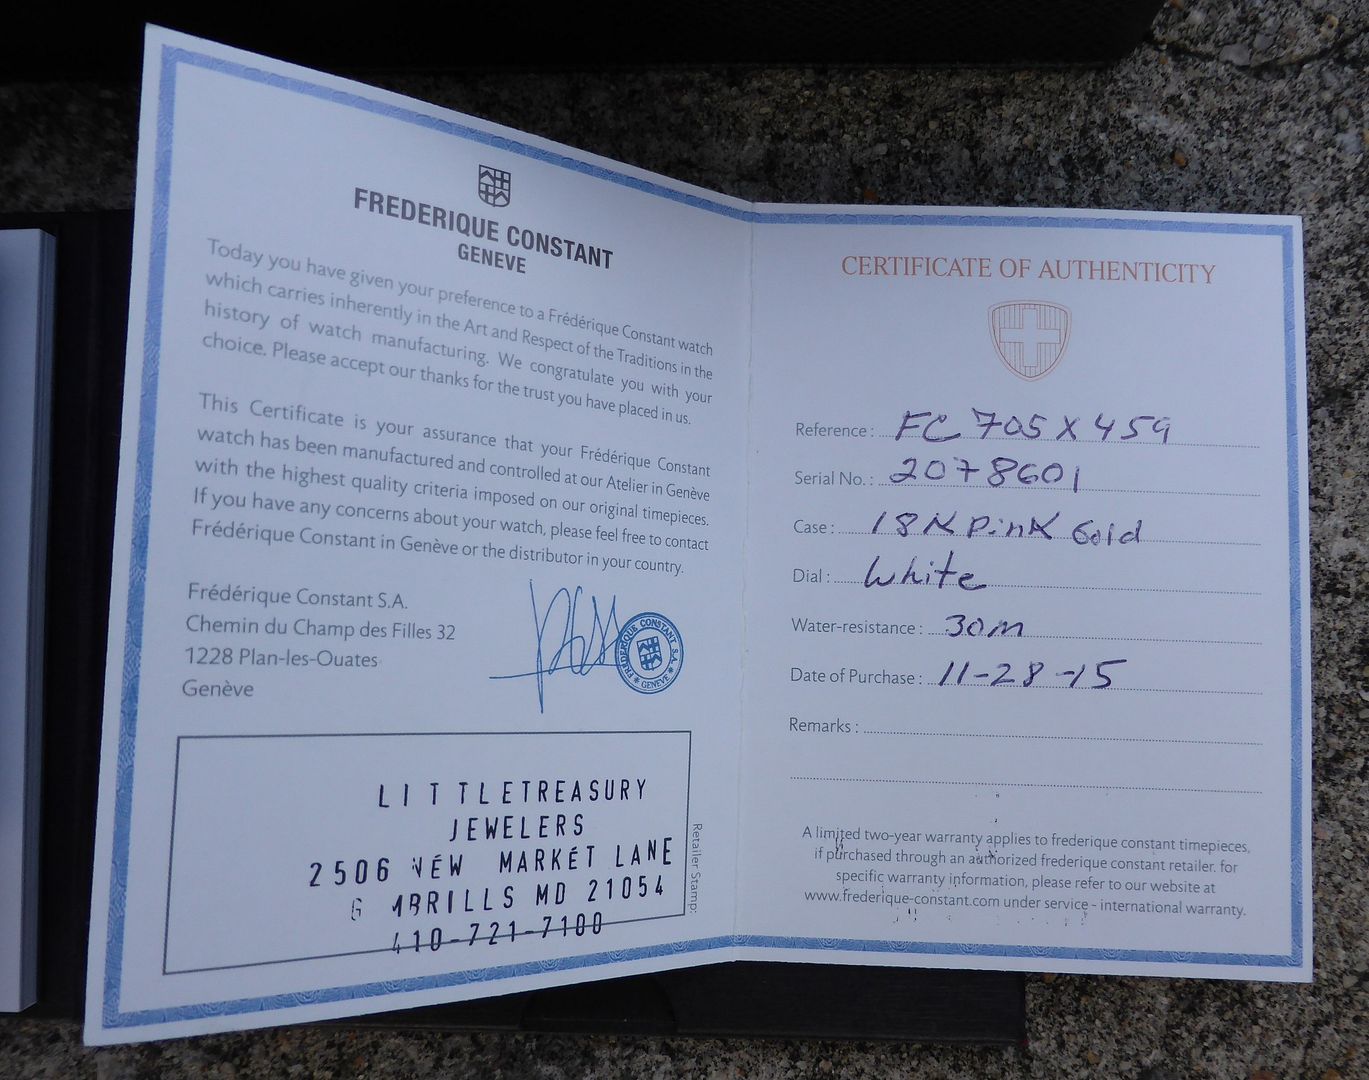 FREDERIQUE CONSTANT
GENEVE
Today you have given your preference to a Frédérique Constant watch
which carries inherently in the Art and Respect of the Traditions in the
history of watch manufacturing. We congratulate you with your
choice. Please accept our thanks for the trust you have placed in us.
This Certificate is your assurance that your Frédérique Constant
watch has been manufactured and controlled at our Atelier in Genève
with the highest quality criteria imposed on our original timepieces.
If you have any concerns about your watch, please feel free to contact
Frédérique Constant in Genève or the distributor in your country.
Frédérique Constant S.A.
Chemin du Champ des Filles 32
1228 Plan-les-Ouates
Genève
FREDERIQUE CONSTANT S.A.
GENEVE
LITTLETREASURY
JEWELERS
2506 NEW MARKET LANE
G MBRILLS MD 21054
410-721-7100
Retailer Stamp:
CERTIFICATE OF AUTHENTICITY
Reference: FC 705X459
Serial No.: 2078601
Case: 18K Pink Gold
Dial: White
Water-resistance: 30m
Date of Purchase: 11-28-15
Remarks:
A limited two-year warranty applies to frederique constant timepieces,
if purchased through an authorized frederique constant retailer. for
specific warranty information, please refer to our website at
www.frederique-constant.com under service - international warranty.